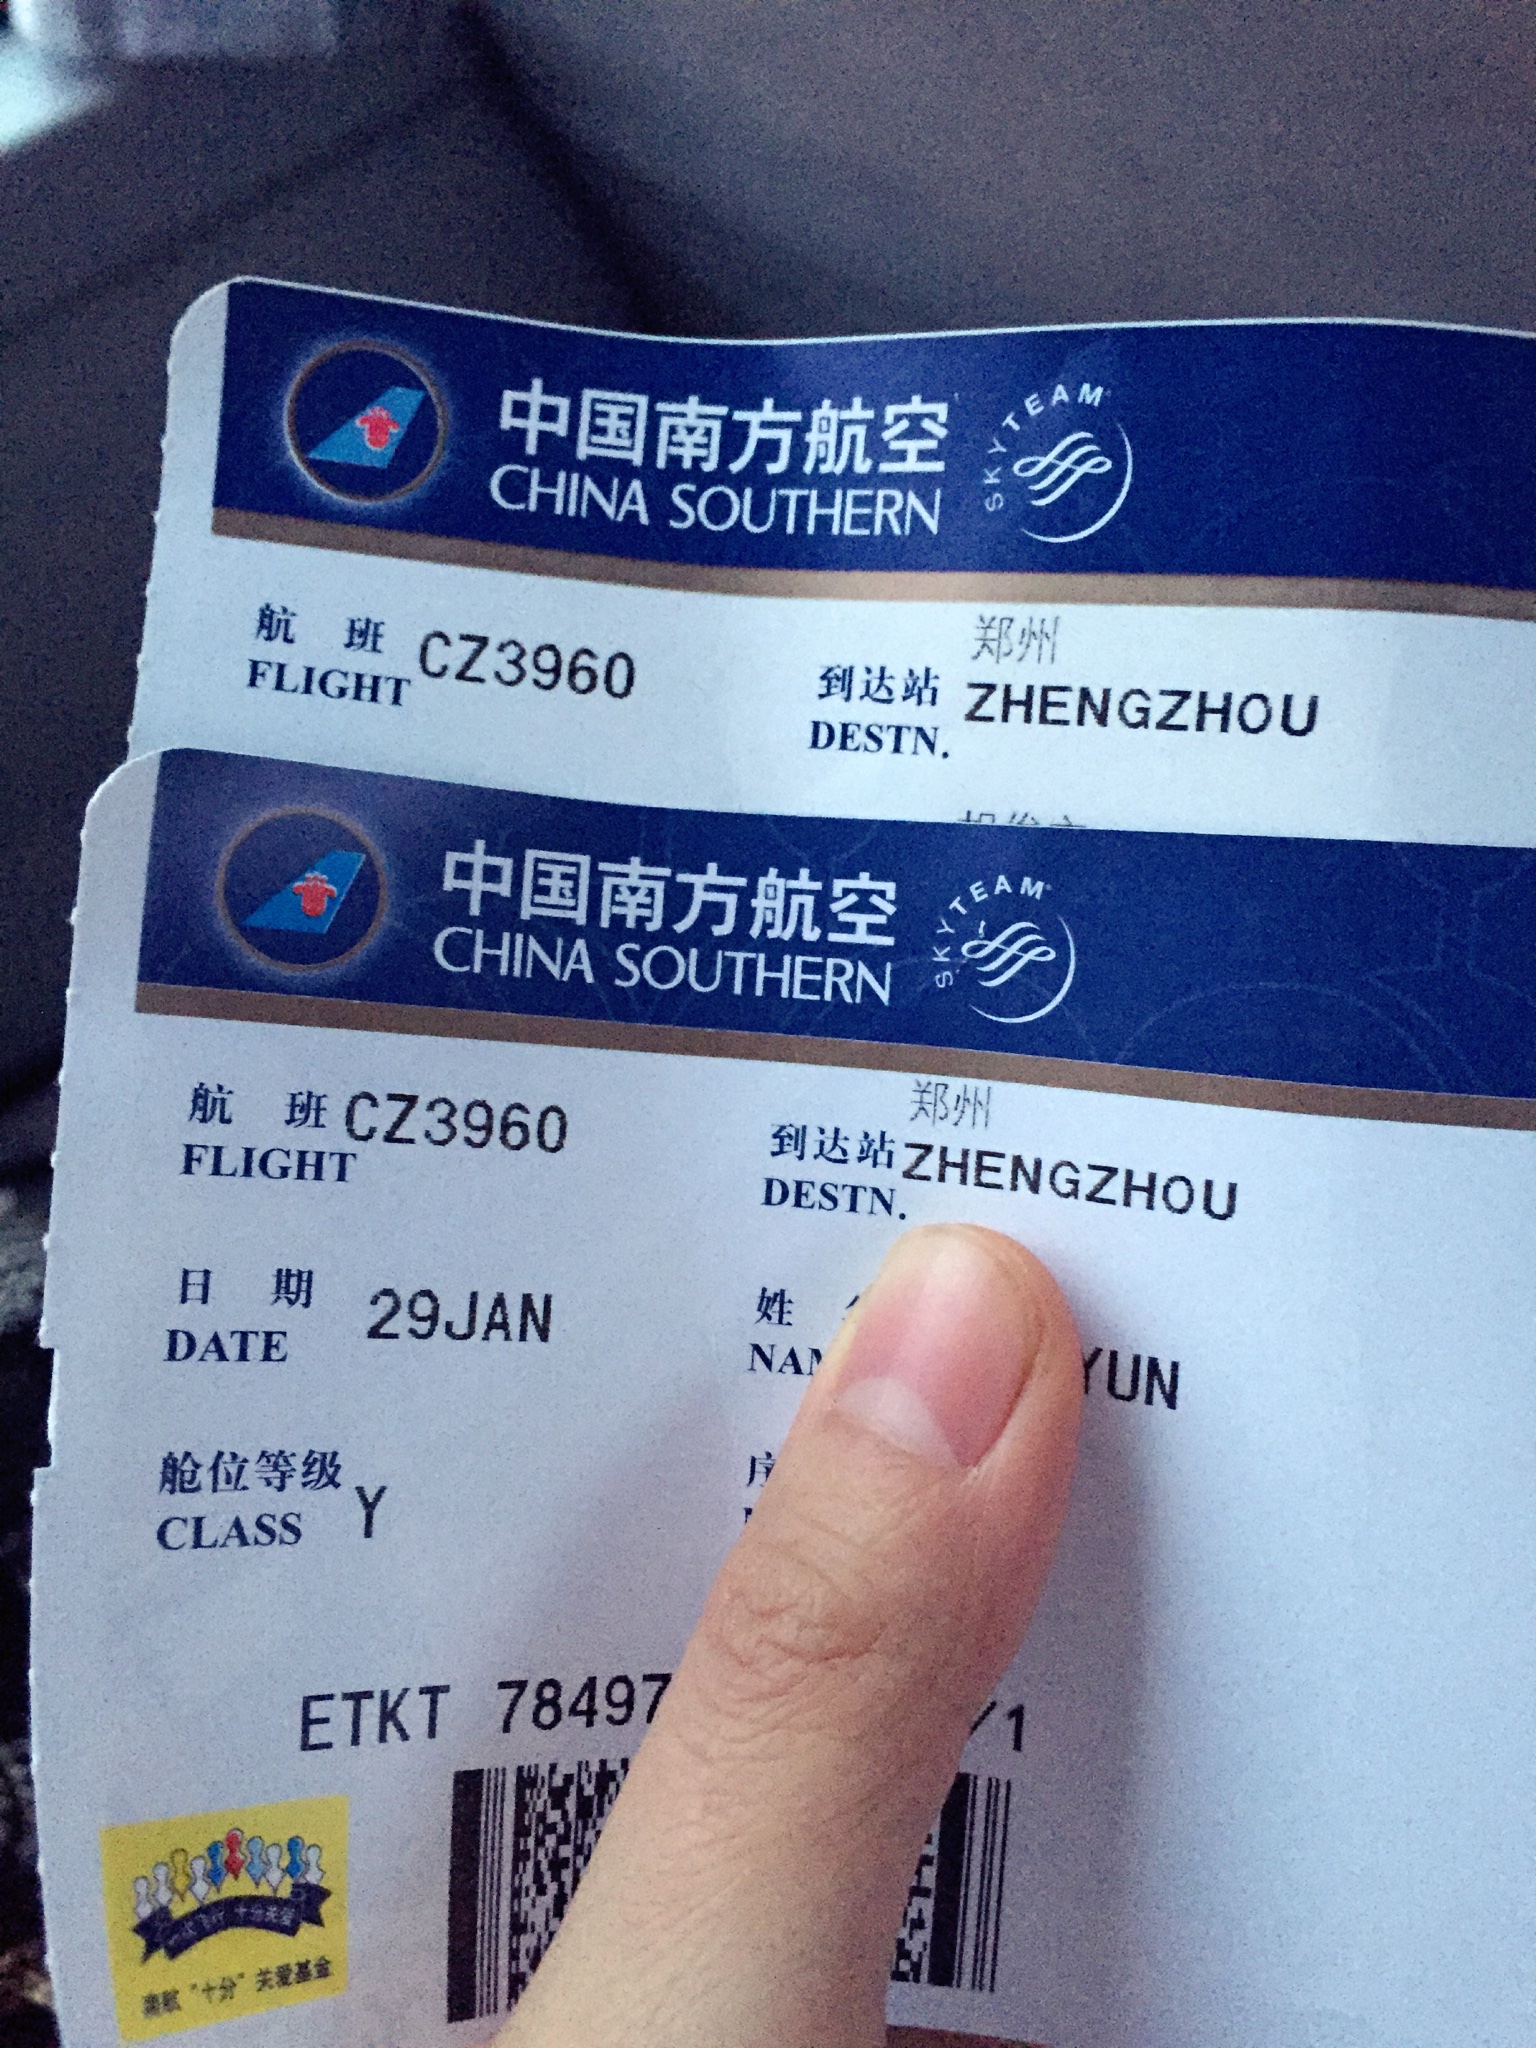 中国南方航空
CHINA SOUTHERN
SKYTEAM
航 班 CZ3960
FLIGHT
郑州
到达站 ZHENGZHOU
DESTN.
中国南方航空
CHINA SOUTHERN
SKYTEAM
航 班 CZ3960
FLIGHT
郑州
到达站 ZHENGZHOU
DESTN.
日 期 29JAN
DATE
姓
YUN
舱位等级 Y
CLASS
ETKT 78497
/1
南航“十分”关爱基金